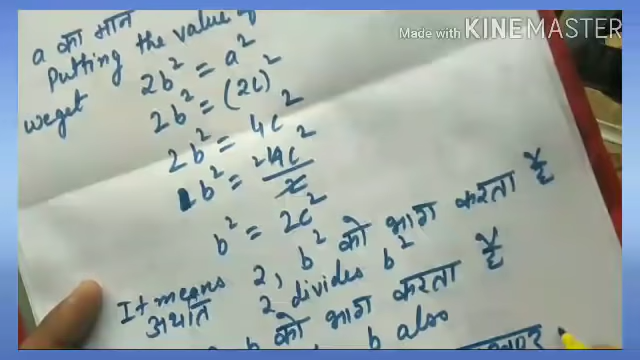 Made with KINEMASTER
a का मान
Putting the value of
we get 2b² = a²
2b² = (2c)²
2b² = 4c²
b² = 4c²/2
b² = 2c²
It means 2, b² को भाग करता है
अर्थात 2 divides b²
b को भाग करता है
b also